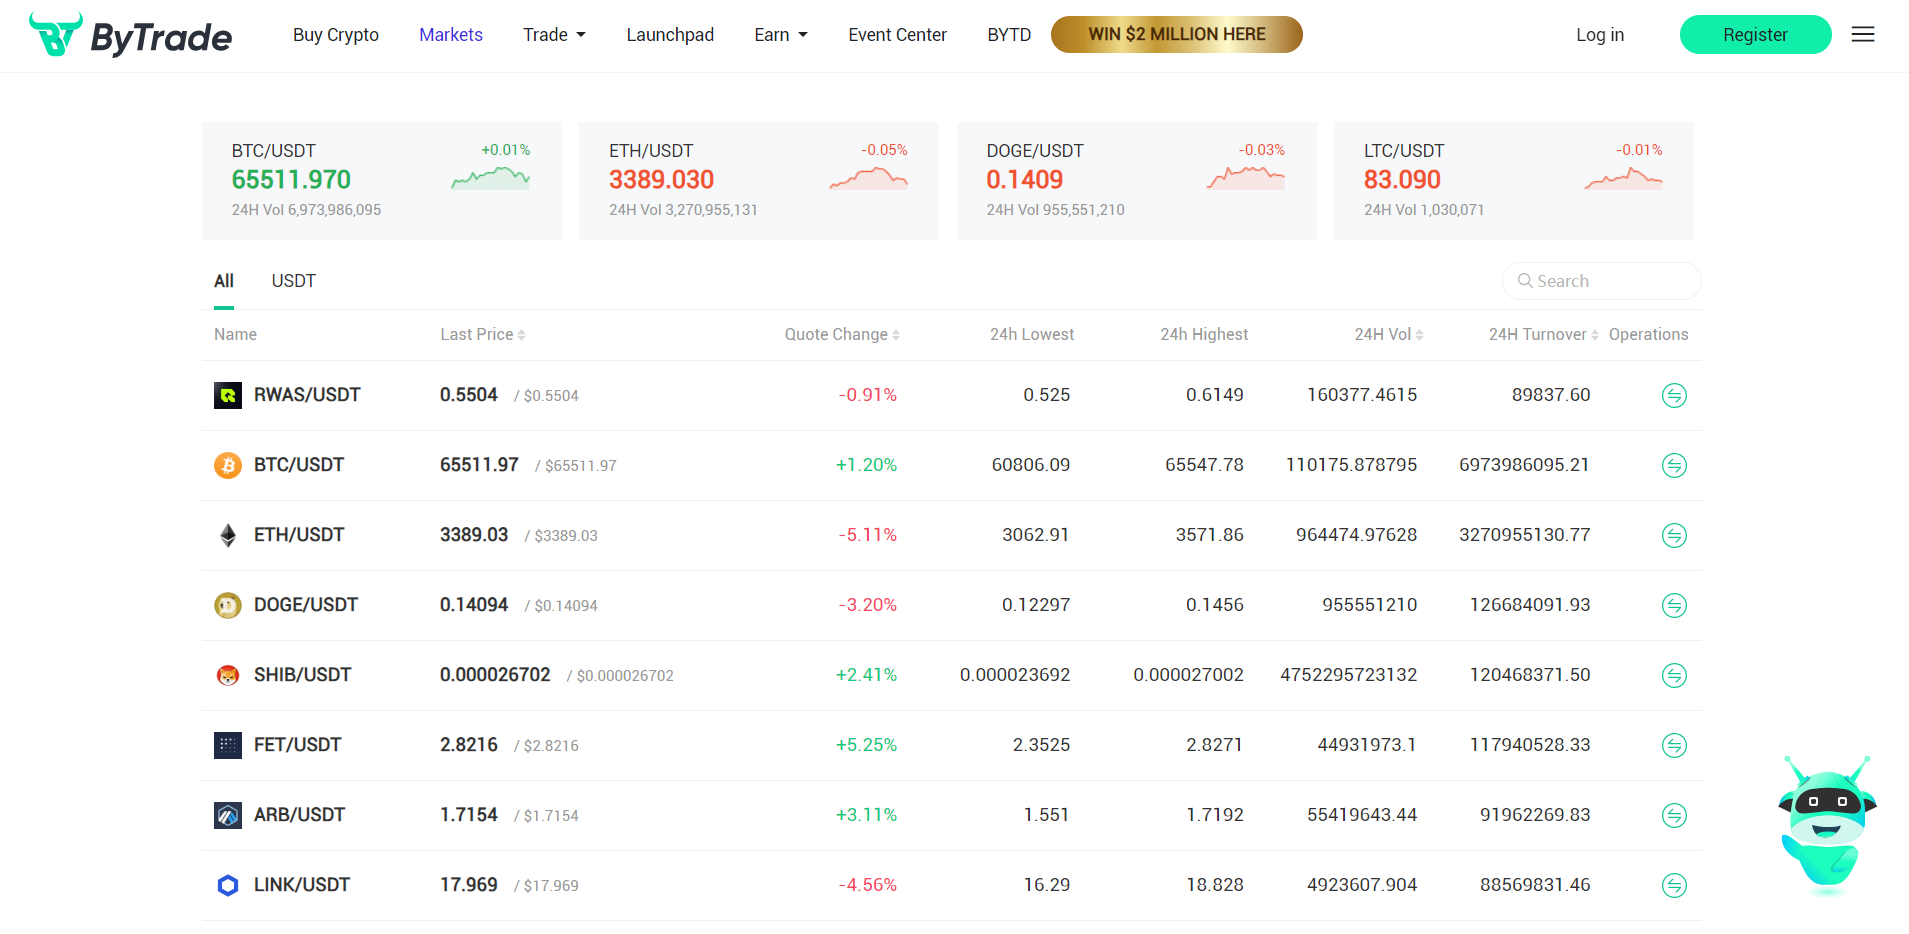 ByTrade Buy Crypto Markets Trade Launchpad Earn Event Center BYTD WIN $2 MILLION HERE Log in Register
BTC/USDT +0.01% ETH/USDT -0.05% DOGE/USDT -0.03% LTC/USDT -0.01%
65511.970 3389.030 0.1409 83.090
24H Vol 6,973,986,095 24H Vol 3,270,955,131 24H Vol 955,551,210 24H Vol 1,030,071
All USDT Search
Name Last Price Quote Change 24h Lowest 24h Highest 24H Vol 24H Turnover Operations
RWAS/USDT 0.5504 / $0.5504 -0.91% 0.525 0.6149 160377.4615 89837.60
BTC/USDT 65511.97 / $65511.97 +1.20% 60806.09 65547.78 110175.878795 6973986095.21
ETH/USDT 3389.03 / $3389.03 -5.11% 3062.91 3571.86 964474.97628 3270955130.77
DOGE/USDT 0.14094 / $0.14094 -3.20% 0.12297 0.1456 955551210 126684091.93
SHIB/USDT 0.000026702 / $0.000026702 +2.41% 0.000023692 0.000027002 4752295723132 120468371.50
FET/USDT 2.8216 / $2.8216 +5.25% 2.3525 2.8271 44931973.1 117940528.33
ARB/USDT 1.7154 / $1.7154 +3.11% 1.551 1.7192 55419643.44 91962269.83
LINK/USDT 17.969 / $17.969 -4.56% 16.29 18.828 4923607.904 88569831.46